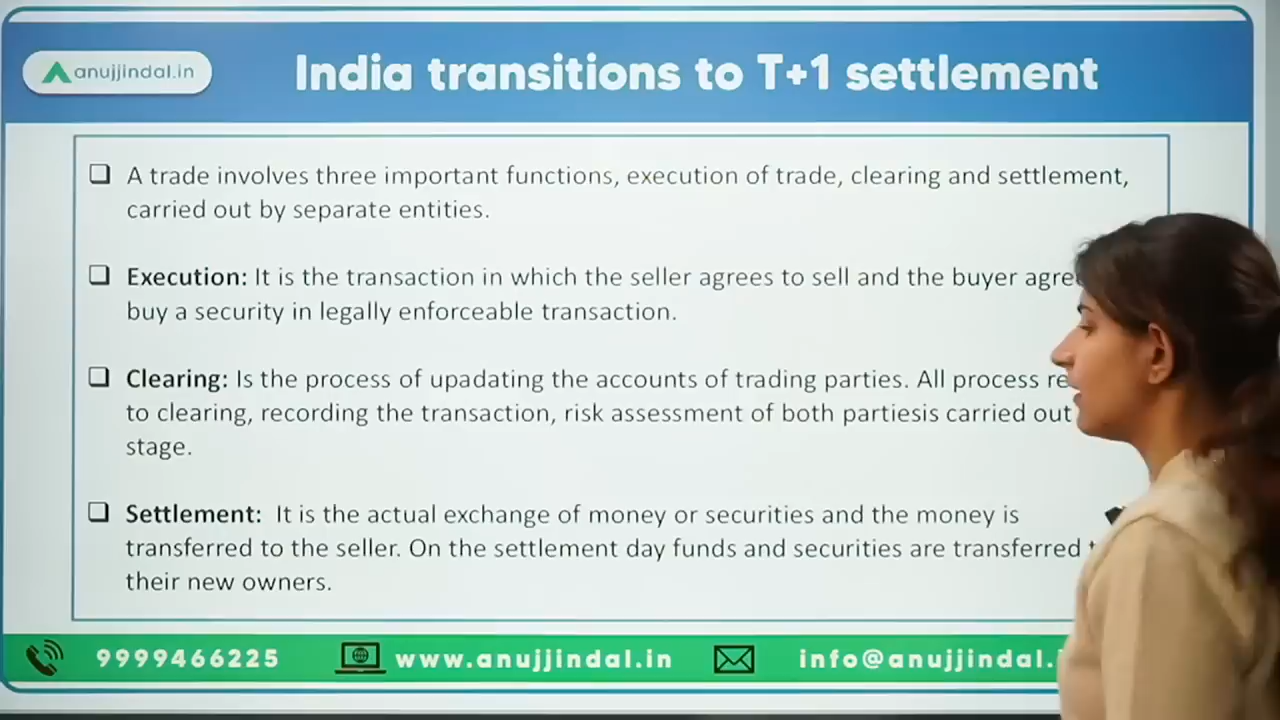 anujjindal.in
India transitions to T+1 settlement
❑ A trade involves three important functions, execution of trade, clearing and settlement,
carried out by separate entities.
❑ Execution: It is the transaction in which the seller agrees to sell and the buyer
buy a security in legally enforceable transaction.
❑ Clearing: Is the process of upadating the accounts of trading parties. All process
to clearing, recording the transaction, risk assessment of both partiesis carried out
stage.
❑ Settlement: It is the actual exchange of money or securities and the money is
transferred to the seller. On the settlement day funds and securities are transferred
their new owners.
9999466225
www.anujjindal.in
info@anujjindal.